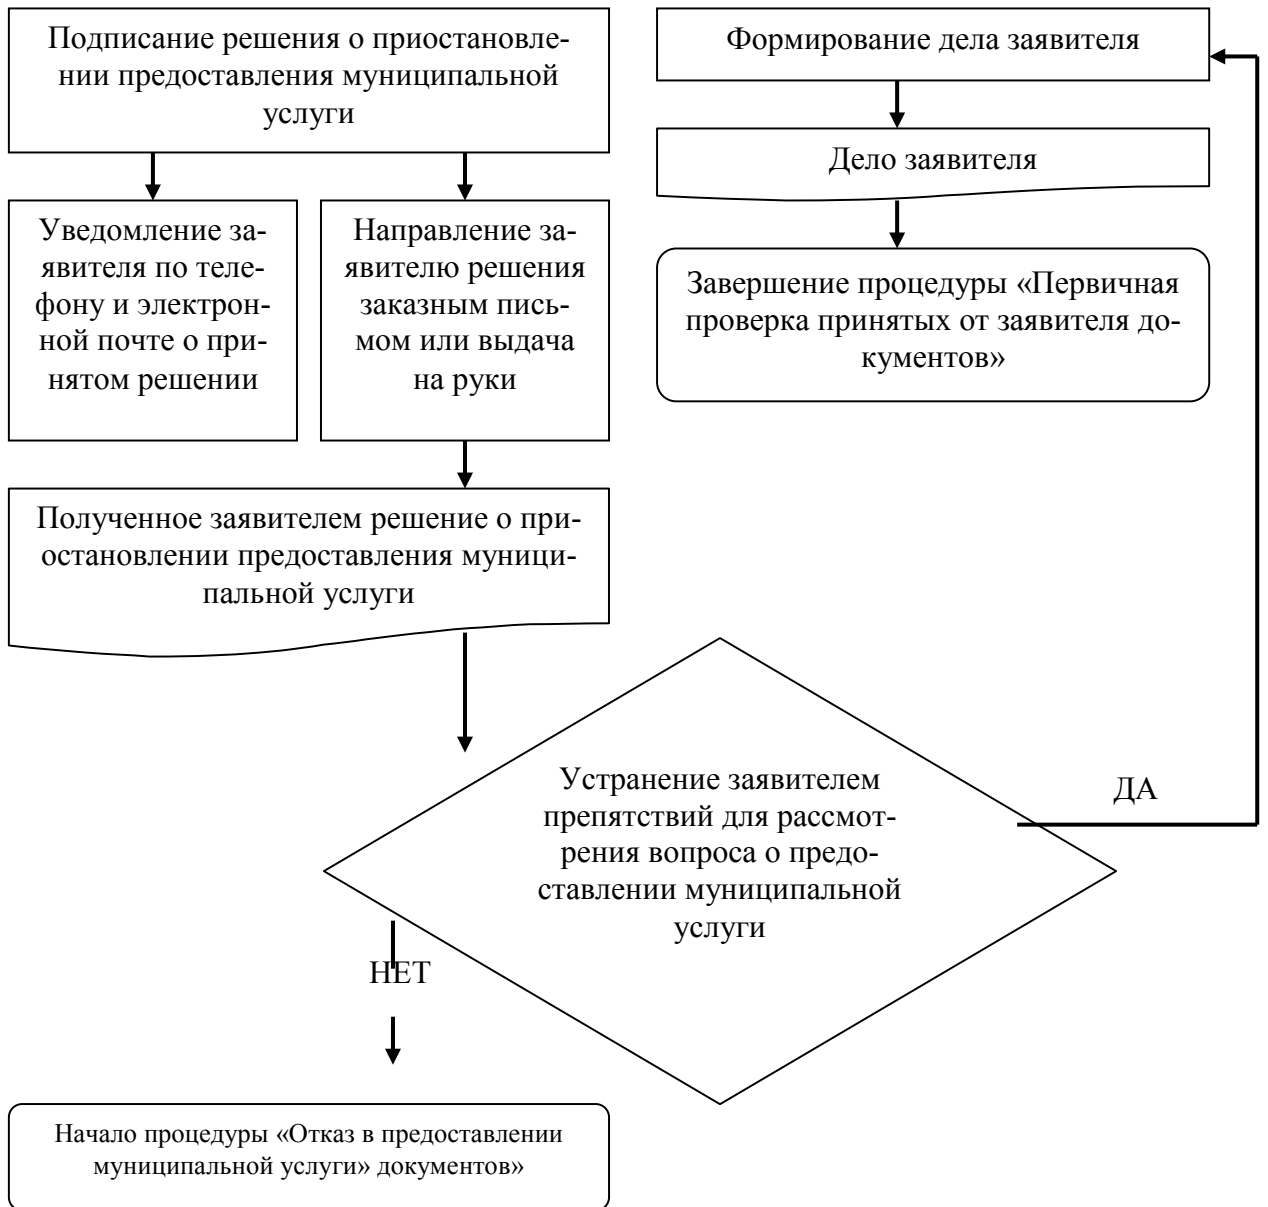 Подписание решения о приостановле-
нии предоставления муниципальной
услуги
Уведомление за-
явителя по теле-
фону и электрон-
ной почте о при-
нятом решении
Направление за-
явителю решения
заказным пись-
мом или выдача
на руки
Полученное заявителем решение о при-
остановлении предоставления муници-
пальной услуги
Формирование дела заявителя
Дело заявителя
Завершение процедуры «Первичная
проверка принятых от заявителя до-
кументов»
Устранение заявителем
препятствий для рассмот-
рения вопроса о предо-
ставлении муниципальной
услуги
ДА
НЕТ
Начало процедуры «Отказ в предоставлении
муниципальной услуги» документов»